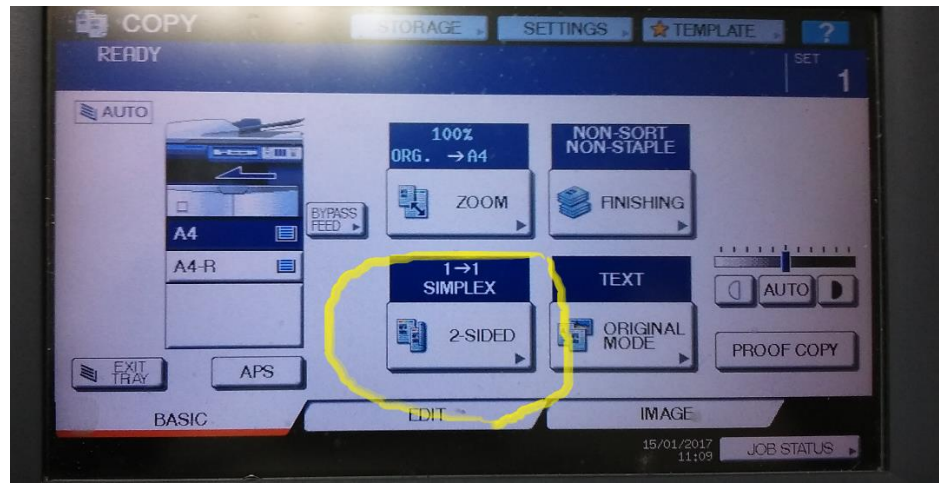 COPY
STORAGE
SETTINGS
TEMPLATE
?
READY
SET
1
AUTO
100%
ORG. →A4
ZOOM
NON-SORT
NON-STAPLE
FINISHING
BYPASS
FEED
A4
A4-R
1→1
SIMPLEX
2-SIDED
TEXT
ORIGINAL
MODE
AUTO
PROOF COPY
EXIT
TRAY
APS
BASIC
EDIT
IMAGE
15/01/2017
11:09
JOB STATUS